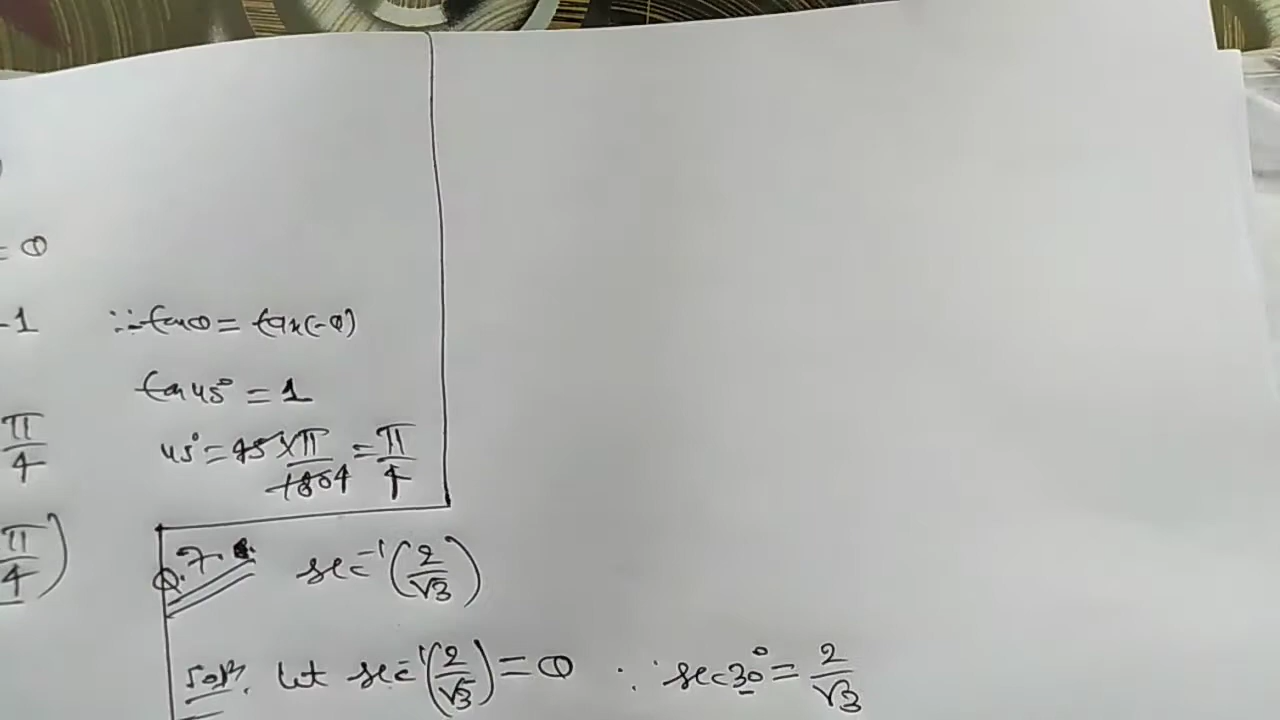 = θ
-1 ∵ tanθ = tan(-θ)
tan45° = 1
π/4 45° = 45×π/180 4 = π/4
π/4)
Q.7. sec⁻¹(2/√3)
Soln. let sec⁻¹(2/√3) = θ ∵ sec30° = 2/√3